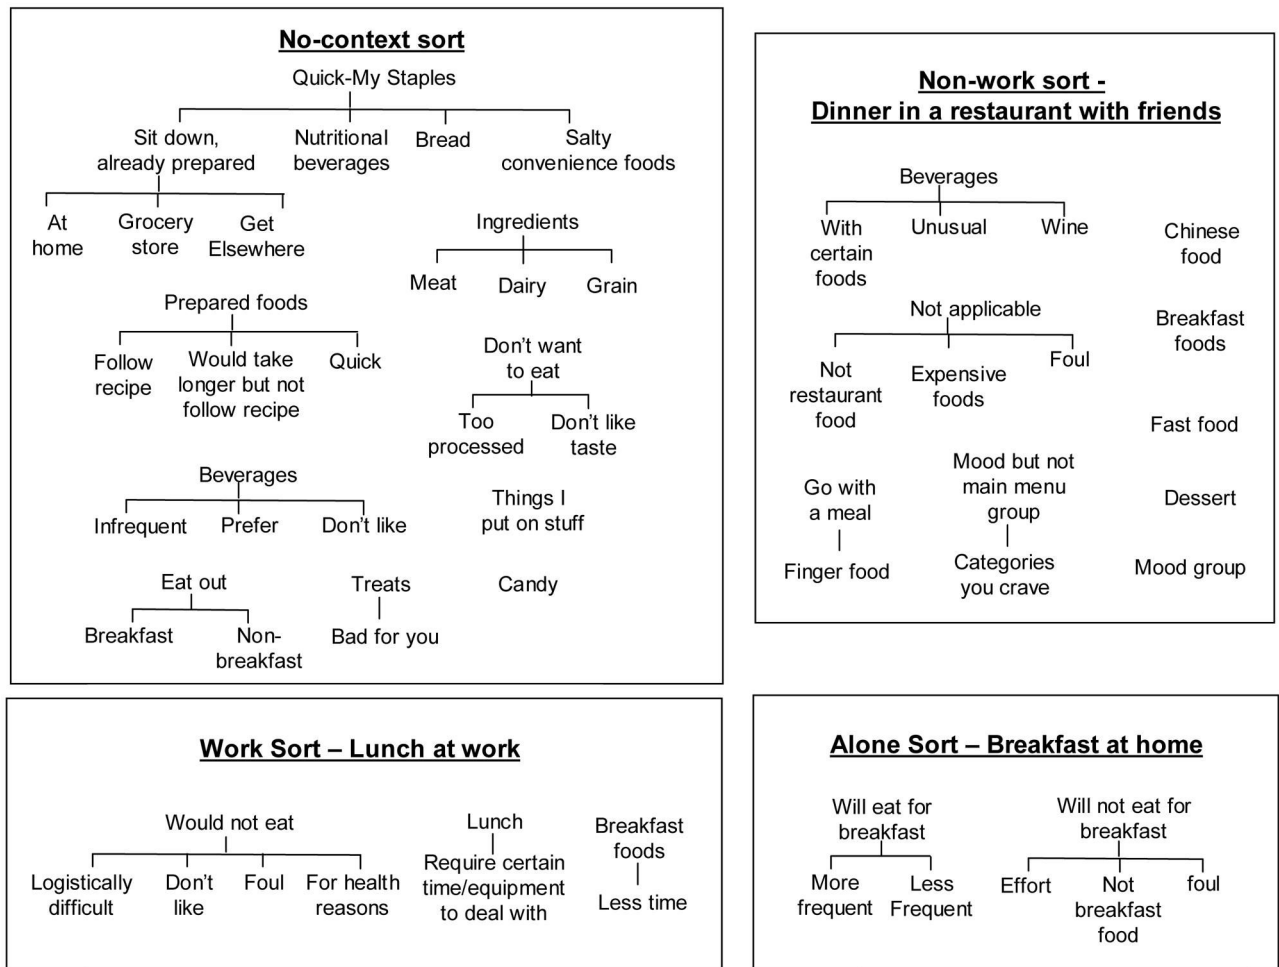 No-context sort
Quick-My Staples
Sit down,
already prepared
Nutritional
beverages
Bread
Salty
convenience foods
At
home
Grocery
store
Get
Elsewhere
Ingredients
Meat
Dairy
Grain
Prepared foods
Follow
recipe
Would take
longer but not
follow recipe
Quick
Don't want
to eat
Too
processed
Don't like
taste
Beverages
Infrequent
Prefer
Don't like
Things I
put on stuff
Eat out
Breakfast
Non-
breakfast
Treats
Bad for you
Candy
Non-work sort -
Dinner in a restaurant with friends
Beverages
With
certain
foods
Unusual
Wine
Chinese
food
Not applicable
Not
restaurant
food
Expensive
foods
Foul
Breakfast
foods
Fast food
Go with
a meal
Finger food
Mood but not
main menu
group
Categories
you crave
Dessert
Mood group
Work Sort – Lunch at work
Would not eat
Logistically
difficult
Don't
like
Foul
For health
reasons
Lunch
Require certain
time/equipment
to deal with
Breakfast
foods
Less time
Alone Sort – Breakfast at home
Will eat for
breakfast
More
frequent
Less
Frequent
Will not eat for
breakfast
Effort
Not
breakfast
food
foul